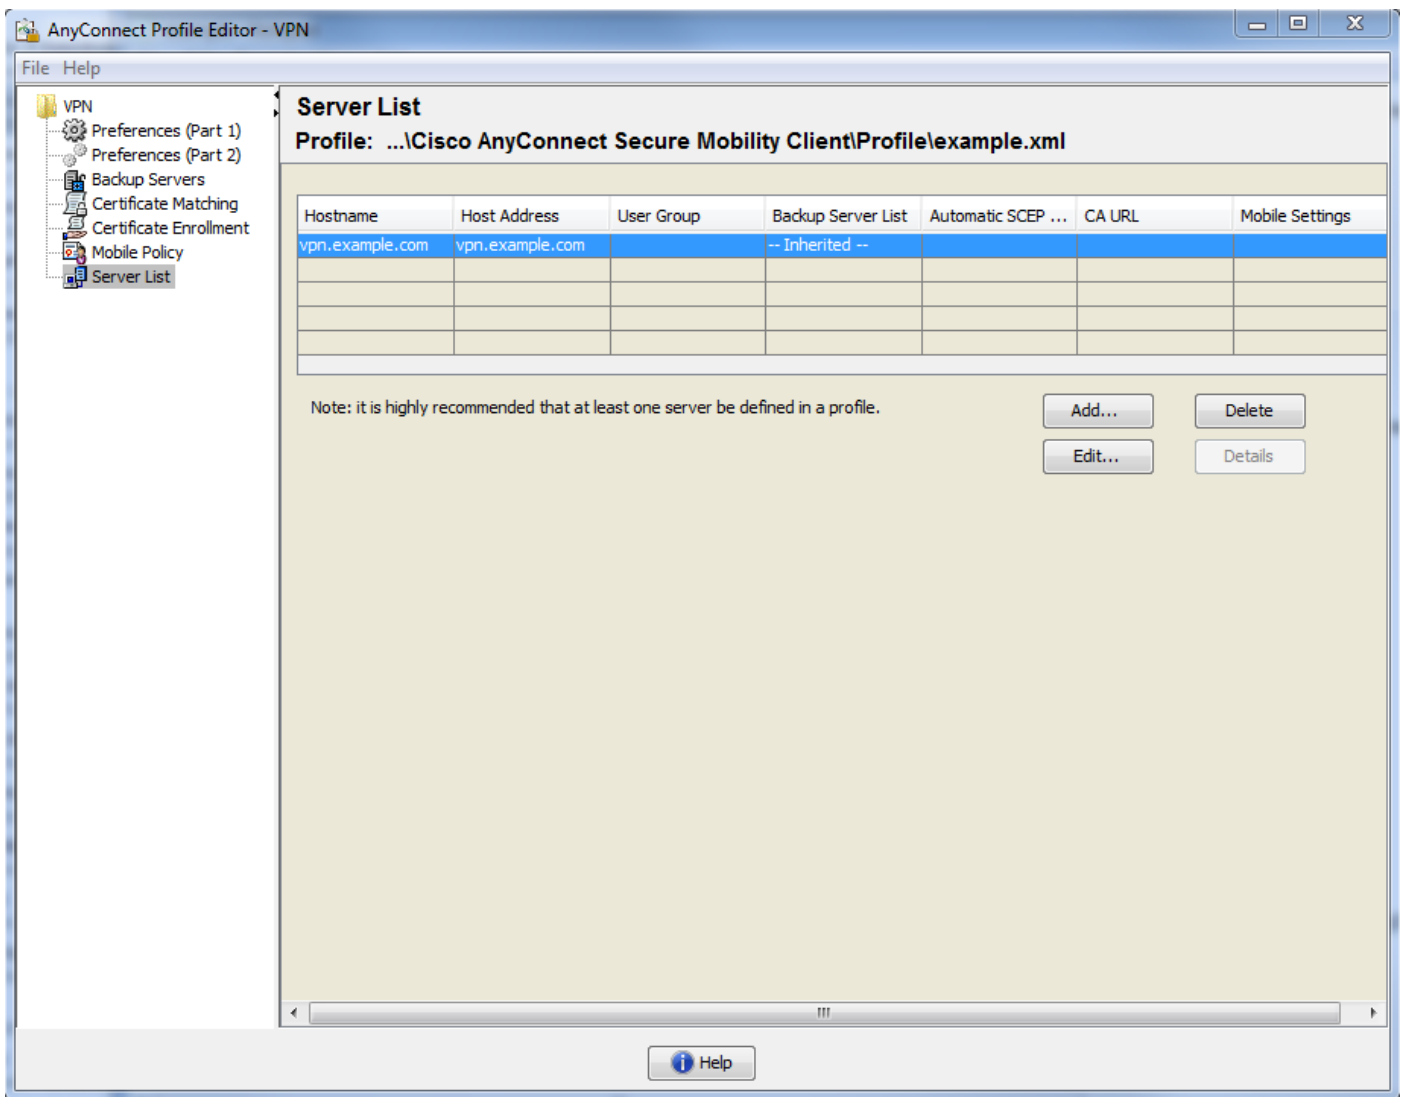 AnyConnect Profile Editor - VPN
File Help
VPN
Preferences (Part 1)
Preferences (Part 2)
Backup Servers
Certificate Matching
Certificate Enrollment
Mobile Policy
Server List
Server List
Profile: ...\Cisco AnyConnect Secure Mobility Client\Profile\example.xml
Hostname Host Address User Group Backup Server List Automatic SCEP ... CA URL Mobile Settings
vpn.example.com vpn.example.com -- Inherited --
Note: it is highly recommended that at least one server be defined in a profile.
Add... Delete
Edit... Details
Help